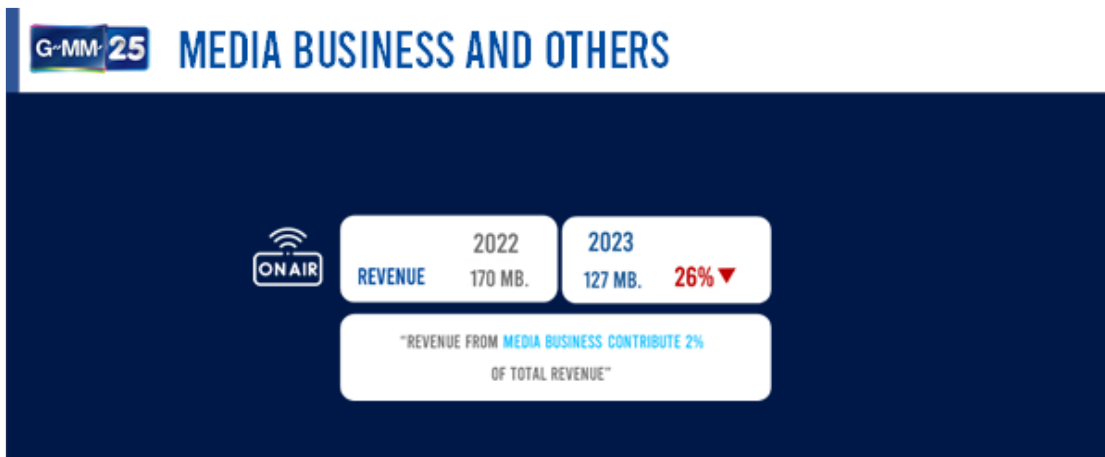 G-MM-25 MEDIA BUSINESS AND OTHERS
ON AIR
2022
REVENUE 170 MB.
2023
127 MB. 26% ▼
"REVENUE FROM MEDIA BUSINESS CONTRIBUTE 2%
OF TOTAL REVENUE"